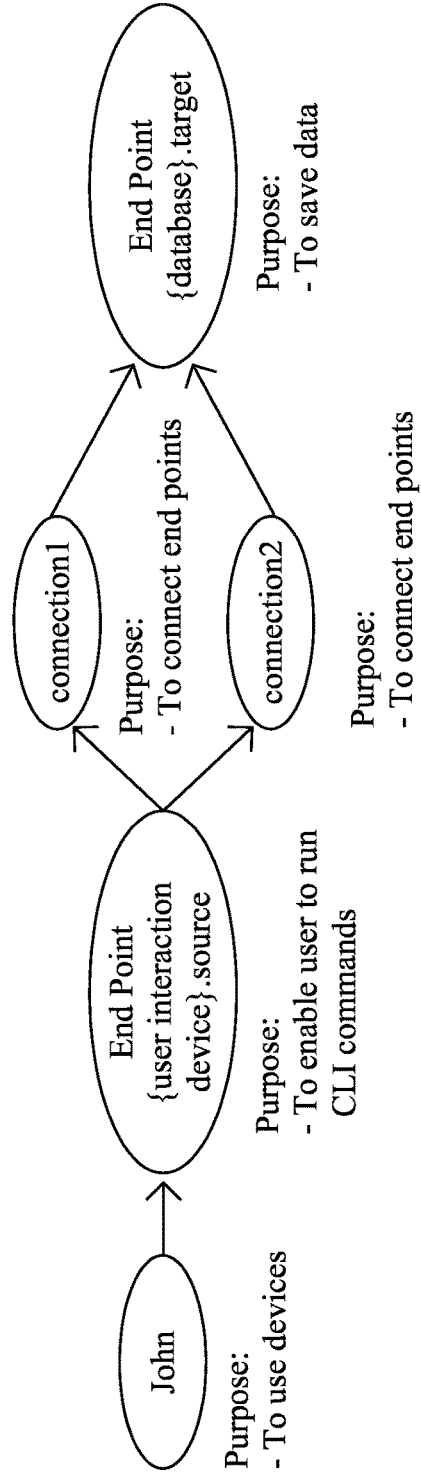 John
Purpose:
- To use devices
End Point
{user interaction
device}.source
Purpose:
- To enable user to run
CLI commands
connection1
Purpose:
- To connect end points
connection2
Purpose:
- To connect end points
End Point
{database}.target
Purpose:
- To save data